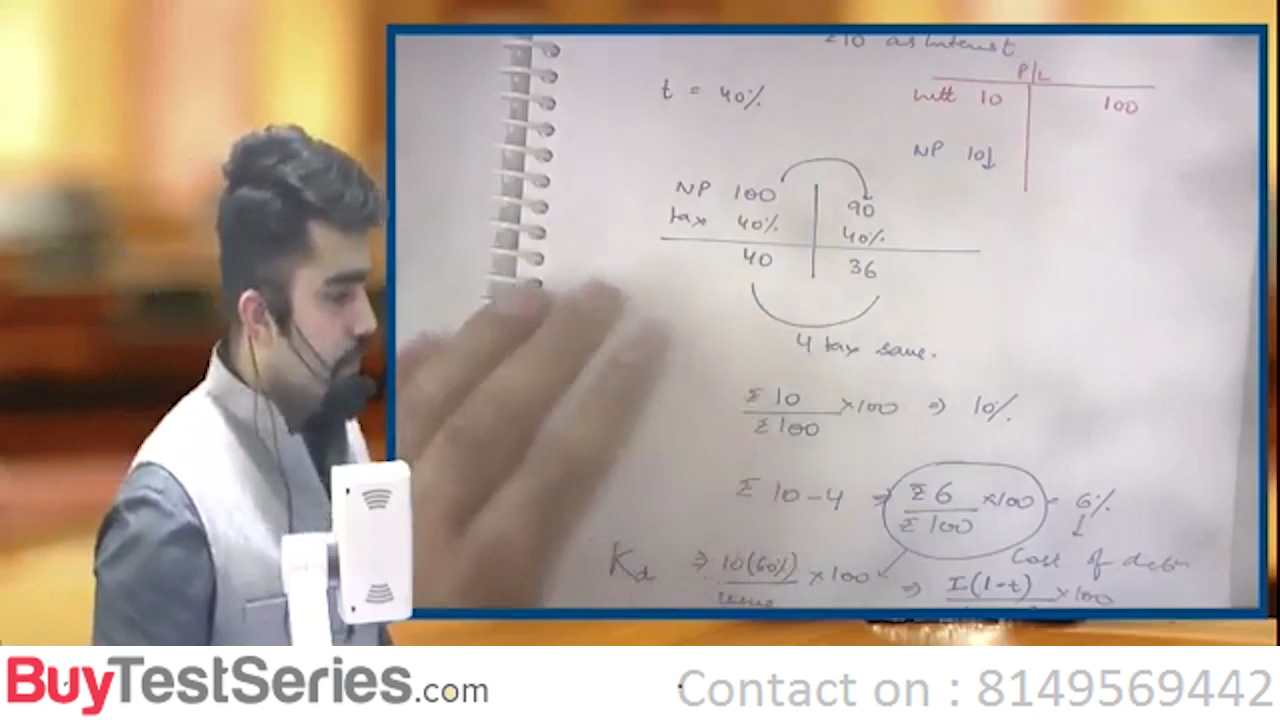 ₹10 as Interest
t = 40%
P/L
Intt 10
100
NP 10↓
NP 100 | 90
tax 40% | 40%
40 | 36
4 tax save.
₹ 10 / ₹ 100 × 100 ⇒ 10%
₹ 10 - 4 ⇒ ₹ 6 / ₹ 100 × 100 = 6%
↓
Cost of debt
Kd ⇒ 10(60%) × 100 ⇒ I(1-t) × 100
BuyTestSeries.com
Contact on : 8149569442